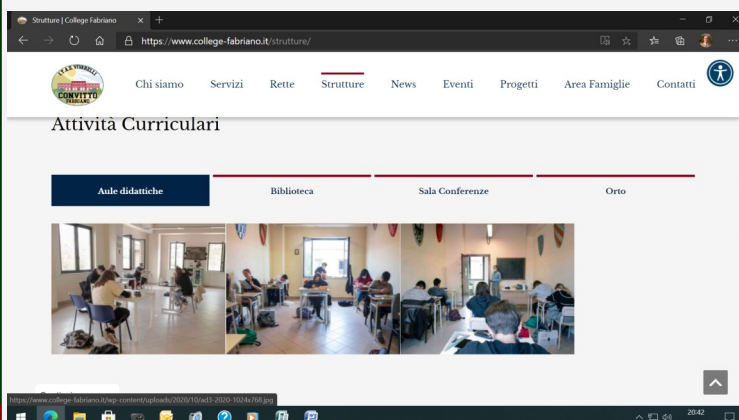 Strutture | College Fabriano
https://www.college-fabriano.it/strutture/
CONVITTO
FABRIANO
Chi siamo Servizi Rette Strutture News Eventi Progetti Area Famiglie Contatti
Attività Curriculari
Aule didattiche Biblioteca Sala Conferenze Orto
https://www.college-fabriano.it/wp-content/uploads/2020/10/ad3-2020-1024x768.jpg
20:42